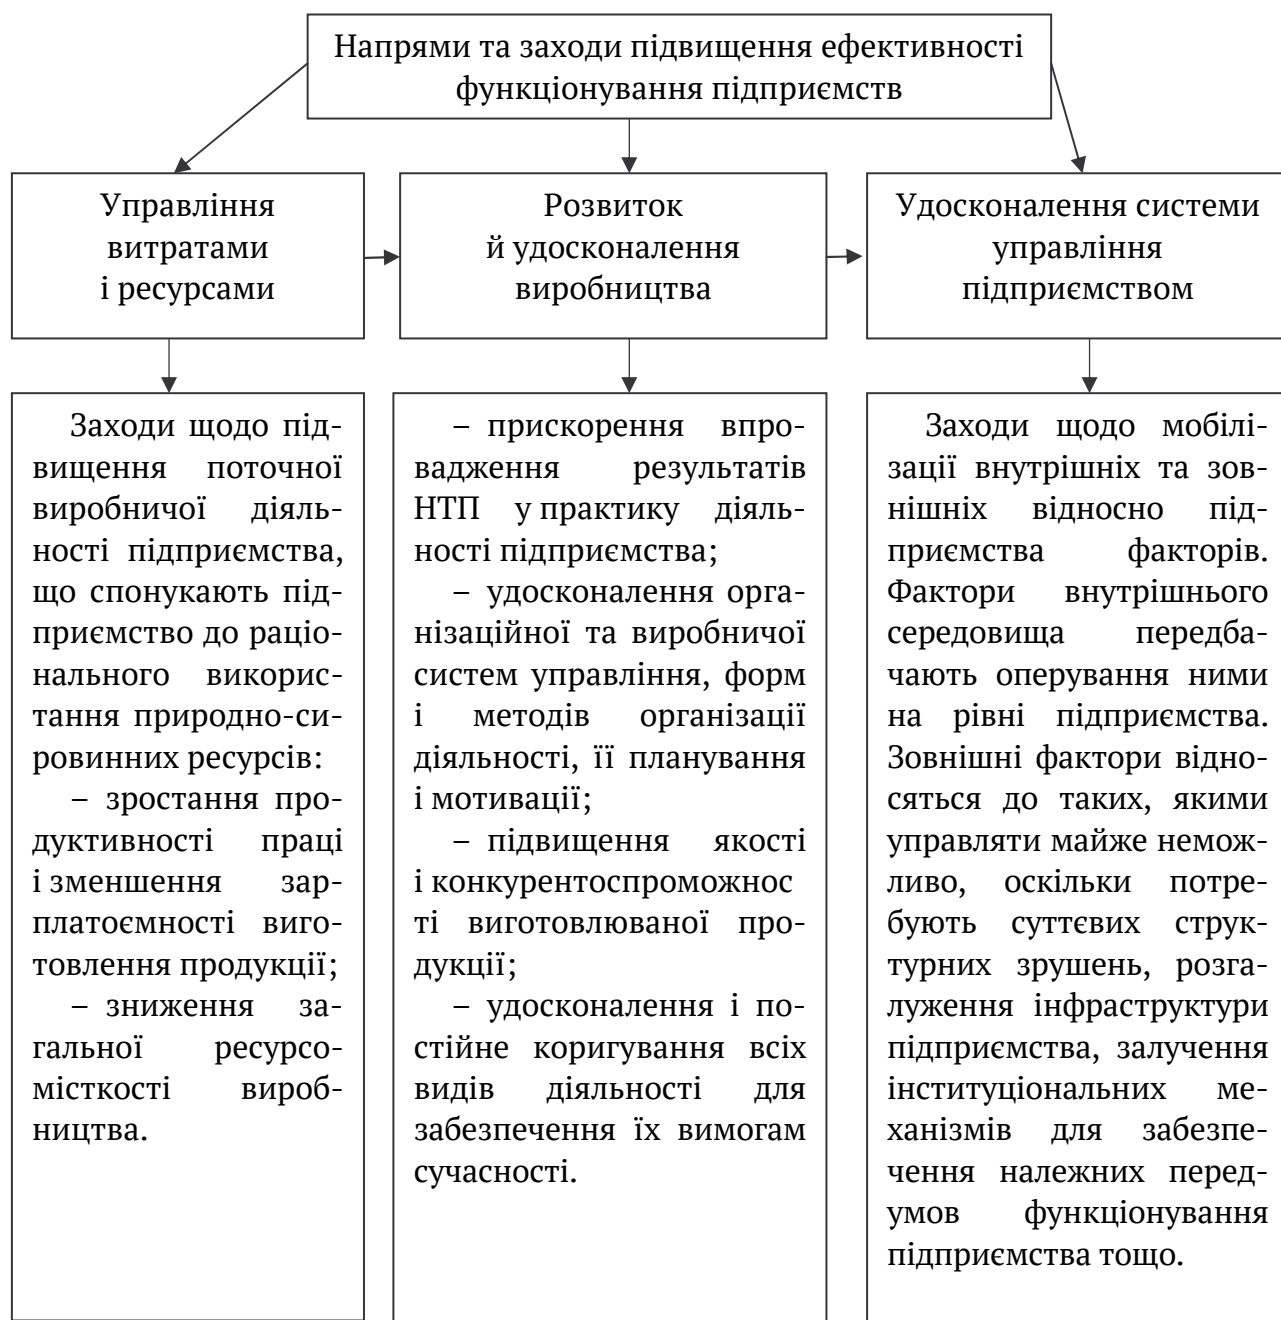 Напрями та заходи підвищення ефективності
функціонування підприємств
Управління
витратами
і ресурсами
Розвиток
й удосконалення
виробництва
Удосконалення системи
управління
підприємством
Заходи щодо під-
вищення поточної
виробничої діяль-
ності підприємства,
що спонукають під-
приємство до раціо-
нального викорис-
тання природно-си-
ровинних ресурсів:
– зростання про-
дуктивності праці
і зменшення зар-
платоємності виго-
товлення продукції;
– зниження за-
гальної ресурсо-
місткості вироб-
ництва.
– прискорення впро-
вадження результатів
НТП у практику діяль-
ності підприємства;
– удосконалення орга-
нізаційної та виробничої
систем управління, форм
і методів організації
діяльності, її планування
і мотивації;
– підвищення якості
і конкурентоспроможнос
ті виготовлюваної про-
дукції;
– удосконалення і по-
стійне коригування всіх
видів діяльності для
забезпечення їх вимогам
сучасності.
Заходи щодо мобілі-
зації внутрішніх та зов-
нішніх відносно під-
приємства факторів.
Фактори внутрішнього
середовища передба-
чають оперування ними
на рівні підприємства.
Зовнішні фактори відно-
сяться до таких, якими
управляти майже немож-
ливо, оскільки потре-
бують суттєвих струк-
турних зрушень, розга-
луження інфраструктури
підприємства, залучення
інституціональних ме-
ханізмів для забезпе-
чення належних перед-
умов функціонування
підприємства тощо.